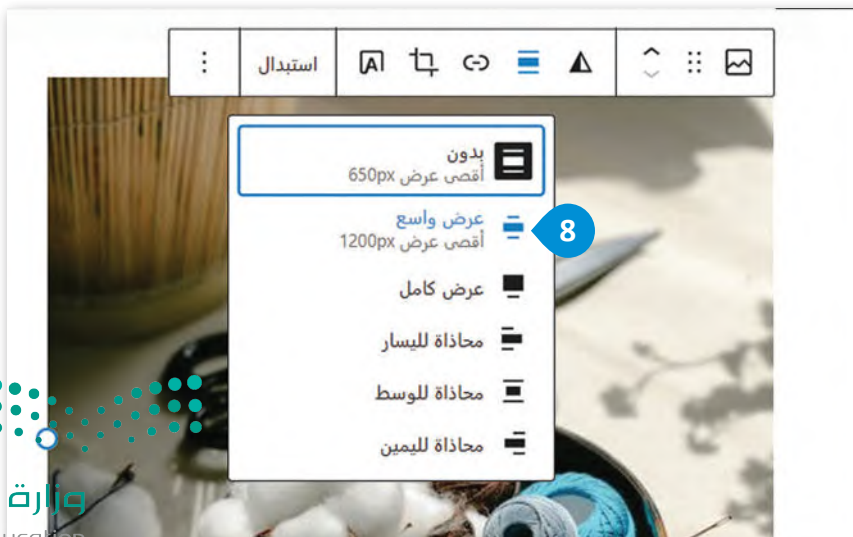 استبدال
A
بدون
أقصى عرض 650px
عرض واسع
أقصى عرض 1200px
8
عرض كامل
محاذاة لليسار
محاذاة للوسط
محاذاة لليمين
وزارة